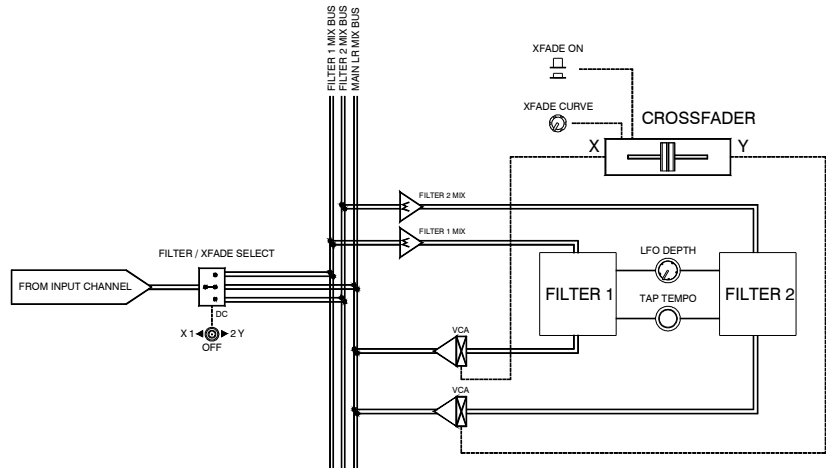 FILTER 1 MIX BUS
FILTER 2 MIX BUS
MAIN LR MIX BUS
XFADE ON
XFADE CURVE
CROSSFADER
X
Y
FILTER 2 MIX
FILTER 1 MIX
FILTER / XFADE SELECT
FROM INPUT CHANNEL
DC
X 1
2 Y
OFF
LFO DEPTH
FILTER 1
FILTER 2
TAP TEMPO
VCA
VCA